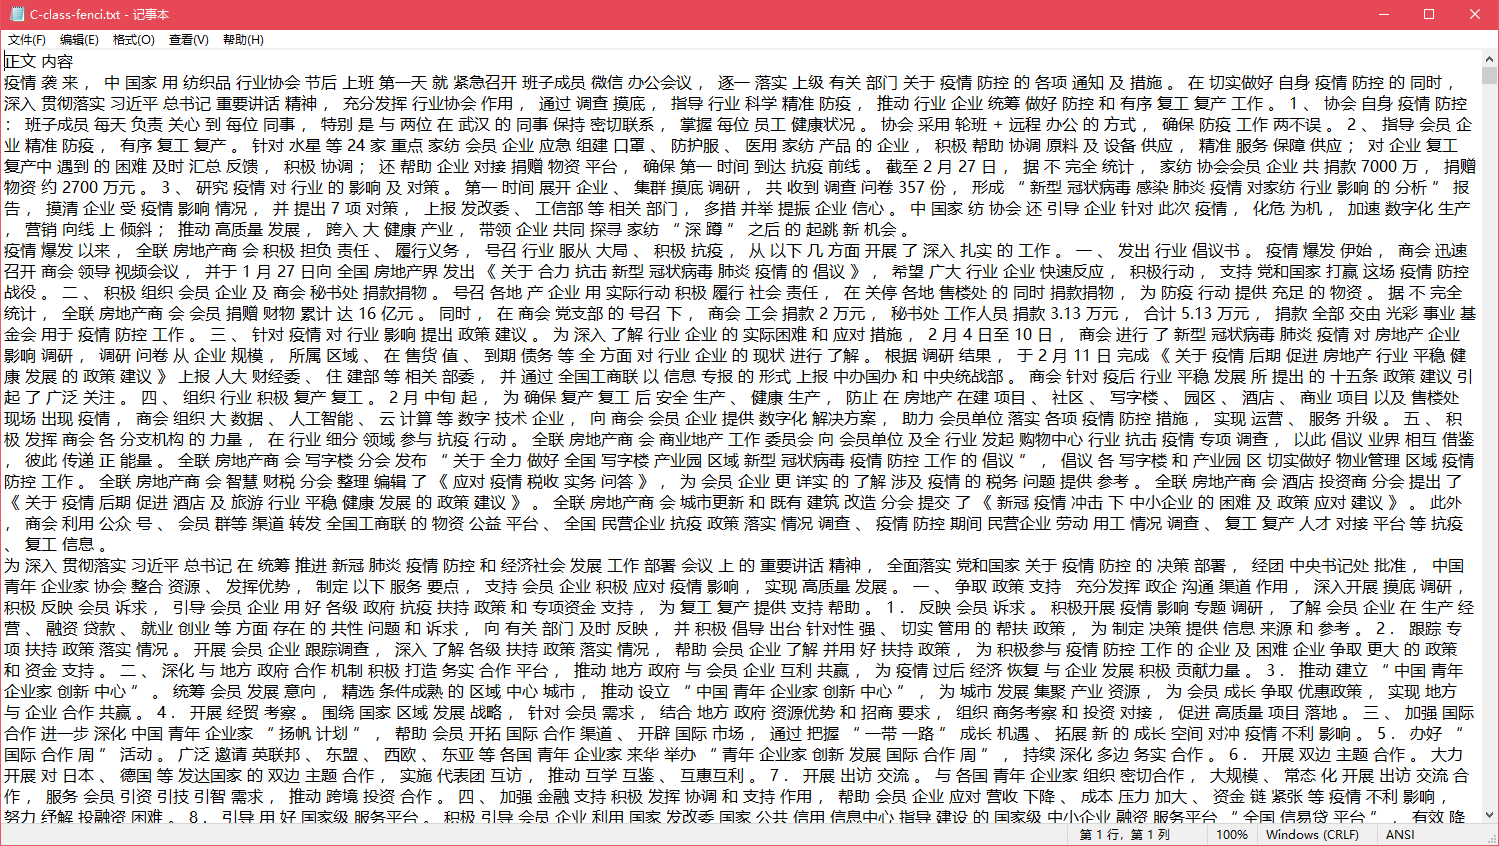 C-class-fenci.txt - 记事本
文件(F) 编辑(E) 格式(O) 查看(V) 帮助(H)
正文 内容
疫情 袭 来 ， 中 国家 用 纺织品 行业协会 节后 上班 第一天 就 紧急召开 班子成员 微信 办公会议 ， 逐一 落实 上级 有关 部门 关于 疫情 防控 的 各项 通知 及 措施 。 在 切实做好 自身 疫情 防控 的 同时 ，
深入 贯彻落实 习近平 总书记 重要讲话 精神 ， 充分发挥 行业协会 作用 ， 通过 调查 摸底 ， 指导 行业 科学 精准 防疫 ， 推动 行业 企业 统筹 做好 防控 和 有序 复工 复产 工作 。 1 、 协会 自身 疫情 防控
： 班子成员 每天 负责 关心 到 每位 同事 ， 特别 是 与 两位 在 武汉 的 同事 保持 密切联系 ， 掌握 每位 员工 健康状况 。 协会 采用 轮班 + 远程 办公 的 方式 ， 确保 防疫 工作 两不误 。 2 、 指导 会员 企
业 精准 防疫 ， 有序 复工 复产 。 针对 水星 等 24 家 重点 家纺 会员 企业 应急 组建 口罩 、 防护服 、 医用 家纺 产品 的 企业 ， 积极 帮助 协调 原料 及 设备 供应 ， 精准 服务 保障 供应 ； 对 企业 复工
复产中 遇到 的 困难 及时 汇总 反馈 ， 积极 协调 ； 还 帮助 企业 对接 捐赠 物资 平台 ， 确保 第一 时间 到达 抗疫 前线 。 截至 2 月 27 日 ， 据 不 完全 统计 ， 家纺 协会会员 企业 共 捐款 7000 万 ， 捐赠
物资 约 2700 万元 。 3 、 研究 疫情 对 行业 的 影响 及 对策 。 第一 时间 展开 企业 、 集群 摸底 调研 ， 共 收到 调查 问卷 357 份 ， 形成 “ 新型 冠状病毒 感染 肺炎 疫情 对家纺 行业 影响 的 分析 ” 报
告 ， 摸清 企业 受 疫情 影响 情况 ， 并 提出 7 项 对策 ， 上报 发改委 、 工信部 等 相关 部门 ， 多措 并举 提振 企业 信心 。 中 国家 纺 协会 还 引导 企业 针对 此次 疫情 ， 化危 为机 ， 加速 数字化 生产
， 营销 向线 上 倾斜 ； 推动 高质量 发展 ， 跨入 大 健康 产业 ， 带领 企业 共同 探寻 家纺 “ 深 蹲 ” 之后 的 起跳 新 机会 。
疫情 爆发 以来 ， 全联 房地产商 会 积极 担负 责任 、 履行义务 ， 号召 行业 服从 大局 、 积极 抗疫 ， 从 以下 几 方面 开展 了 深入 扎实 的 工作 。 一 、 发出 行业 倡议书 。 疫情 爆发 伊始 ， 商会 迅速
召开 商会 领导 视频会议 ， 并于 1 月 27 日向 全国 房地产界 发出 《 关于 合力 抗击 新型 冠状病毒 肺炎 疫情 的 倡议 》 ， 希望 广大 行业 企业 快速反应 ， 积极行动 ， 支持 党和国家 打赢 这场 疫情 防控
战役 。 二 、 积极 组织 会员 企业 及 商会 秘书处 捐款捐物 。 号召 各地 产 企业 用 实际行动 积极 履行 社会 责任 ， 在 关停 各地 售楼处 的 同时 捐款捐物 ， 为 防疫 行动 提供 充足 的 物资 。 据 不 完全
统计 ， 全联 房地产商 会 会员 捐赠 财物 累计 达 16 亿元 。 同时 ， 在 商会 党支部 的 号召 下 ， 商会 工会 捐款 2 万元 ， 秘书处 工作人员 捐款 3.13 万元 ， 合计 5.13 万元 ， 捐款 全部 交由 光彩 事业 基
金会 用于 疫情 防控 工作 。 三 、 针对 疫情 对 行业 影响 提出 政策 建议 。 为 深入 了解 行业 企业 的 实际困难 和 应对 措施 ， 2 月 4 日至 10 日 ， 商会 进行 了 新型 冠状病毒 肺炎 疫情 对 房地产 企业
影响 调研 ， 调研 问卷 从 企业 规模 ， 所属 区域 、 在 售货 值 、 到期 债务 等 全 方面 对 行业 企业 的 现状 进行 了解 。 根据 调研 结果 ， 于 2 月 11 日 完成 《 关于 疫情 后期 促进 房地产 行业 平稳 健
康 发展 的 政策 建议 》 上报 人大 财经委 、 住 建部 等 相关 部委 ， 并 通过 全国工商联 以 信息 专报 的 形式 上报 中办国办 和 中央统战部 。 商会 针对 疫后 行业 平稳 发展 所 提出 的 十五条 政策 建议 引
起 了 广泛 关注 。 四 、 组织 行业 积极 复产 复工 。 2 月 中旬 起 ， 为 确保 复产 复工 后 安全 生产 、 健康 生产 ， 防止 在 房地产 在建 项目 、 社区 、 写字楼 、 园区 、 酒店 、 商业 项目 以及 售楼处
现场 出现 疫情 ， 商会 组织 大 数据 、 人工智能 、 云 计算 等 数字 技术 企业 ， 向 商会 会员 企业 提供 数字化 解决方案 ， 助力 会员单位 落实 各项 疫情 防控 措施 ， 实现 运营 、 服务 升级 。 五 、 积
极 发挥 商会 各 分支机构 的 力量 ， 在 行业 细分 领域 参与 抗疫 行动 。 全联 房地产商 会 商业地产 工作 委员会 向 会员单位 及全 行业 发起 购物中心 行业 抗击 疫情 专项 调查 ， 以此 倡议 业界 相互 借鉴
， 彼此 传递 正 能量 。 全联 房地产商 会 写字楼 分会 发布 “ 关于 全力 做好 全国 写字楼 产业园 区域 新型 冠状病毒 疫情 防控 工作 的 倡议 ” ， 倡议 各 写字楼 和 产业园 区 切实做好 物业管理 区域 疫情
防控 工作 。 全联 房地产商 会 智慧 财税 分会 整理 编辑 了 《 应对 疫情 税收 实务 问答 》 ， 为 会员 企业 更 详实 的 了解 涉及 疫情 的 税务 问题 提供 参考 。 全联 房地产商 会 酒店 投资商 分会 提出 了
《 关于 疫情 后期 促进 酒店 及 旅游 行业 平稳 健康 发展 的 政策 建议 》 。 全联 房地产商 会 城市更新 和 既有 建筑 改造 分会 提交 了 《 新冠 疫情 冲击 下 中小企业 的 困难 及 政策 应对 建议 》 。 此外
， 商会 利用 公众 号 、 会员 群等 渠道 转发 全国工商联 的 物资 公益 平台 、 全国 民营企业 抗疫 政策 落实 情况 调查 、 疫情 防控 期间 民营企业 劳动 用工 情况 调查 、 复工 复产 人才 对接 平台 等 抗疫
、 复工 信息 。
为 深入 贯彻落实 习近平 总书记 在 统筹 推进 新冠 肺炎 疫情 防控 和 经济社会 发展 工作 部署 会议 上 的 重要讲话 精神 ， 全面落实 党和国家 关于 疫情 防控 的 决策 部署 ， 经团 中央书记处 批准 ， 中国
青年 企业家 协会 整合 资源 、 发挥优势 ， 制定 以下 服务 要点 ， 支持 会员 企业 积极 应对 疫情 影响 ， 实现 高质量 发展 。 一 、 争取 政策 支持 　 充分发挥 政企 沟通 渠道 作用 ， 深入开展 摸底 调研 ，
积极 反映 会员 诉求 ， 引导 会员 企业 用 好 各级 政府 抗疫 扶持 政策 和 专项资金 支持 ， 为 复工 复产 提供 支持 帮助 。 1 ． 反映 会员 诉求 。 积极开展 疫情 影响 专题 调研 ， 了解 会员 企业 在 生产 经
营 、 融资 贷款 、 就业 创业 等 方面 存在 的 共性 问题 和 诉求 ， 向 有关 部门 及时 反映 ， 并 积极 倡导 出台 针对性 强 、 切实 管用 的 帮扶 政策 ， 为 制定 决策 提供 信息 来源 和 参考 。 2 ． 跟踪 专
项 扶持 政策 落实 情况 。 开展 会员 企业 跟踪调查 ， 深入 了解 各级 扶持 政策 落实 情况 ， 帮助 会员 企业 了解 并用 好 扶持 政策 ， 为 积极参与 疫情 防控 工作 的 企业 及 困难 企业 争取 更大 的 政策
和 资金 支持 。 二 、 深化 与 地方 政府 合作 机制 积极 打造 务实 合作 平台 ， 推动 地方 政府 与 会员 企业 互利 共赢 ， 为 疫情 过后 经济 恢复 与 企业 发展 积极 贡献力量 。 3 ． 推动 建立 “ 中国 青年
企业家 创新 中心 ” 。 统筹 会员 发展 意向 ， 精选 条件成熟 的 区域 中心 城市 ， 推动 设立 “ 中国 青年 企业家 创新 中心 ” ， 为 城市 发展 集聚 产业 资源 ， 为 会员 成长 争取 优惠政策 ， 实现 地方
与 企业 合作 共赢 。 4 ． 开展 经贸 考察 。 围绕 国家 区域 发展 战略 ， 针对 会员 需求 ， 结合 地方 政府 资源优势 和 招商 要求 ， 组织 商务考察 和 投资 对接 ， 促进 高质量 项目 落地 。 三 、 加强 国际
合作 进一步 深化 中国 青年 企业家 “ 扬帆 计划 ” ， 帮助 会员 开拓 国际 合作 渠道 、 开辟 国际 市场 ， 通过 把握 “ 一带 一路 ” 成长 机遇 、 拓展 新 的 成长 空间 对冲 疫情 不利 影响 。 5 ． 办好 “
国际 合作 周 ” 活动 。 广泛 邀请 英联邦 、 东盟 、 西欧 、 东亚 等 各国 青年 企业家 来华 举办 “ 青年 企业家 创新 发展 国际 合作 周 ” ， 持续 深化 多边 务实 合作 。 6 ． 开展 双边 主题 合作 。 大力
开展 对 日本 、 德国 等 发达国家 的 双边 主题 合作 ， 实施 代表团 互访 ， 推动 互学 互鉴 、 互惠互利 。 7 ． 开展 出访 交流 。 与 各国 青年 企业家 组织 密切合作 ， 大规模 、 常态 化 开展 出访 交流 合
作 ， 服务 会员 引资 引技 引智 需求 ， 推动 跨境 投资 合作 。 四 、 加强 金融 支持 积极 发挥 协调 和 支持 作用 ， 帮助 会员 企业 应对 营收 下降 、 成本 压力 加大 、 资金 链 紧张 等 疫情 不利 影响 ，
努力 纾解 投融资 困难 。 8 ． 引导 用 好 国家级 服务平台 。 积极 引导 会员 企业 利用 国家 发改委 国家 公共 信用 信息中心 指导 建设 的 国家级 中小企业 融资 服务平台 “ 全国 信易贷 平台 ” ， 有效 降
第 1 行，第 1 列 100% Windows (CRLF) ANSI